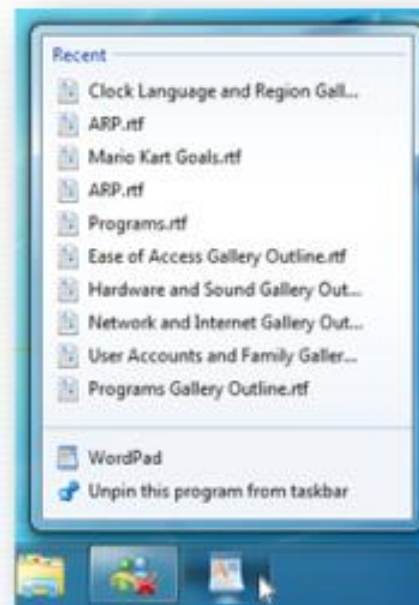 Recent
Clock Language and Region Gall...
ARP.rtf
Mario Kart Goals.rtf
ARP.rtf
Programs.rtf
Ease of Access Gallery Outline.rtf
Hardware and Sound Gallery Out...
Network and Internet Gallery Out...
User Accounts and Family Galler...
Programs Gallery Outline.rtf
WordPad
Unpin this program from taskbar